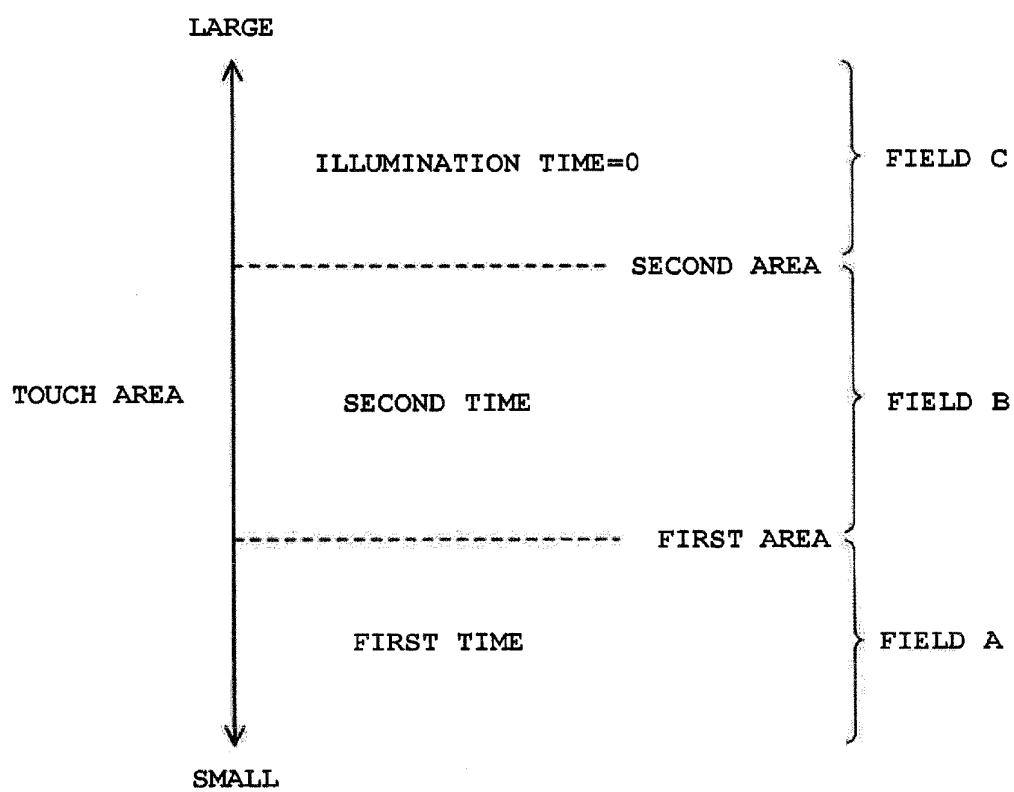 LARGE
ILLUMINATION TIME=0
FIELD C
SECOND AREA
TOUCH AREA
SECOND TIME
FIELD B
FIRST AREA
FIRST TIME
FIELD A
SMALL